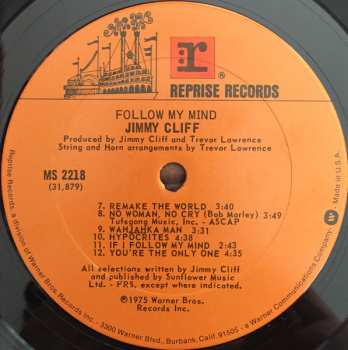 r
®
REPRISE RECORDS
FOLLOW MY MIND
JIMMY CLIFF
Produced by Jimmy Cliff and Trevor Lawrence
String and Horn arrangements by Trevor Lawrence
MS 2218
(31,879)
7. REMAKE THE WORLD 3:40
8. NO WOMAN, NO CRY (Bob Marley) 3:49
Tufsgong Music, Inc. - ASCAP
9. WAHJAHKA MAN 3:31
10. HYPOCRITES 4:38
11. IF I FOLLOW MY MIND 2:43
12. YOU'RE THE ONLY ONE 4:35
All selections written by Jimmy Cliff
and published by Sunflower Music
Ltd - PRS, except where indicated.
℗1975 Warner Bros.
Records Inc.
Reprise Records, a division of Warner Bros. Records Inc. - 3300 Warner Blvd., Burbank, Calif. 91505 - a Warner Communications Company W Made in U.S.A.